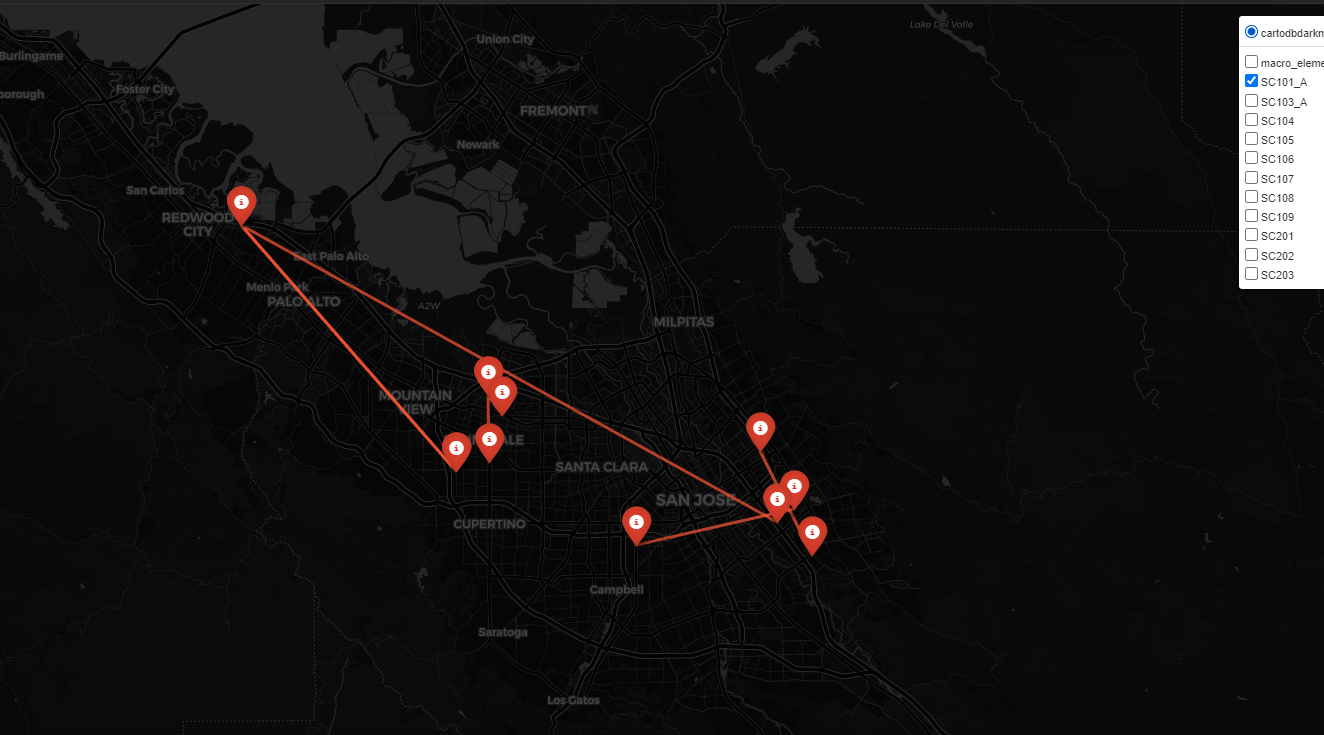 Lake Del Valle
Union City
Burlingame
Foster City
borough
FREMONT
Newark
San Carlos
REDWOOD
CITY
East Palo Alto
Menlo Park
PALO ALTO
A2W
MILPITAS
MOUNTAIN
VIEW
ALE
SANTA CLARA
SAN JOSE
CUPERTINO
Campbell
Saratoga
Los Gatos
i
i
i
i
i
i
i
i
i
i
cartodbdarkm
macro_eleme
SC101_A
SC103_A
SC104
SC105
SC106
SC107
SC108
SC109
SC201
SC202
SC203